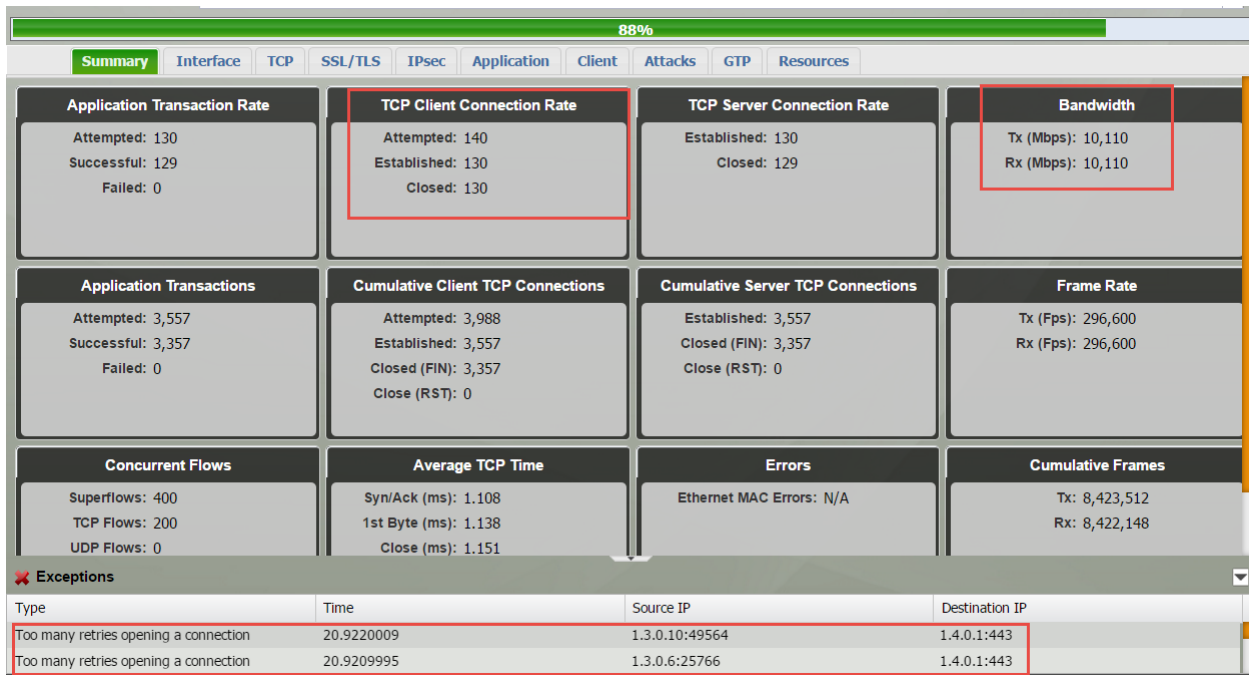 88%
Summary Interface TCP SSL/TLS IPsec Application Client Attacks GTP Resources
Application Transaction Rate
Attempted: 130
Successful: 129
Failed: 0
TCP Client Connection Rate
Attempted: 140
Established: 130
Closed: 130
TCP Server Connection Rate
Established: 130
Closed: 129
Bandwidth
Tx (Mbps): 10,110
Rx (Mbps): 10,110
Application Transactions
Attempted: 3,557
Successful: 3,357
Failed: 0
Cumulative Client TCP Connections
Attempted: 3,988
Established: 3,557
Closed (FIN): 3,357
Close (RST): 0
Cumulative Server TCP Connections
Established: 3,557
Closed (FIN): 3,357
Close (RST): 0
Frame Rate
Tx (Fps): 296,600
Rx (Fps): 296,600
Concurrent Flows
Superflows: 400
TCP Flows: 200
UDP Flows: 0
Average TCP Time
Syn/Ack (ms): 1.108
1st Byte (ms): 1.138
Close (ms): 1.151
Errors
Ethernet MAC Errors: N/A
Cumulative Frames
Tx: 8,423,512
Rx: 8,422,148
Exceptions
Type Time Source IP Destination IP
Too many retries opening a connection 20.9220009 1.3.0.10:49564 1.4.0.1:443
Too many retries opening a connection 20.9209995 1.3.0.6:25766 1.4.0.1:443